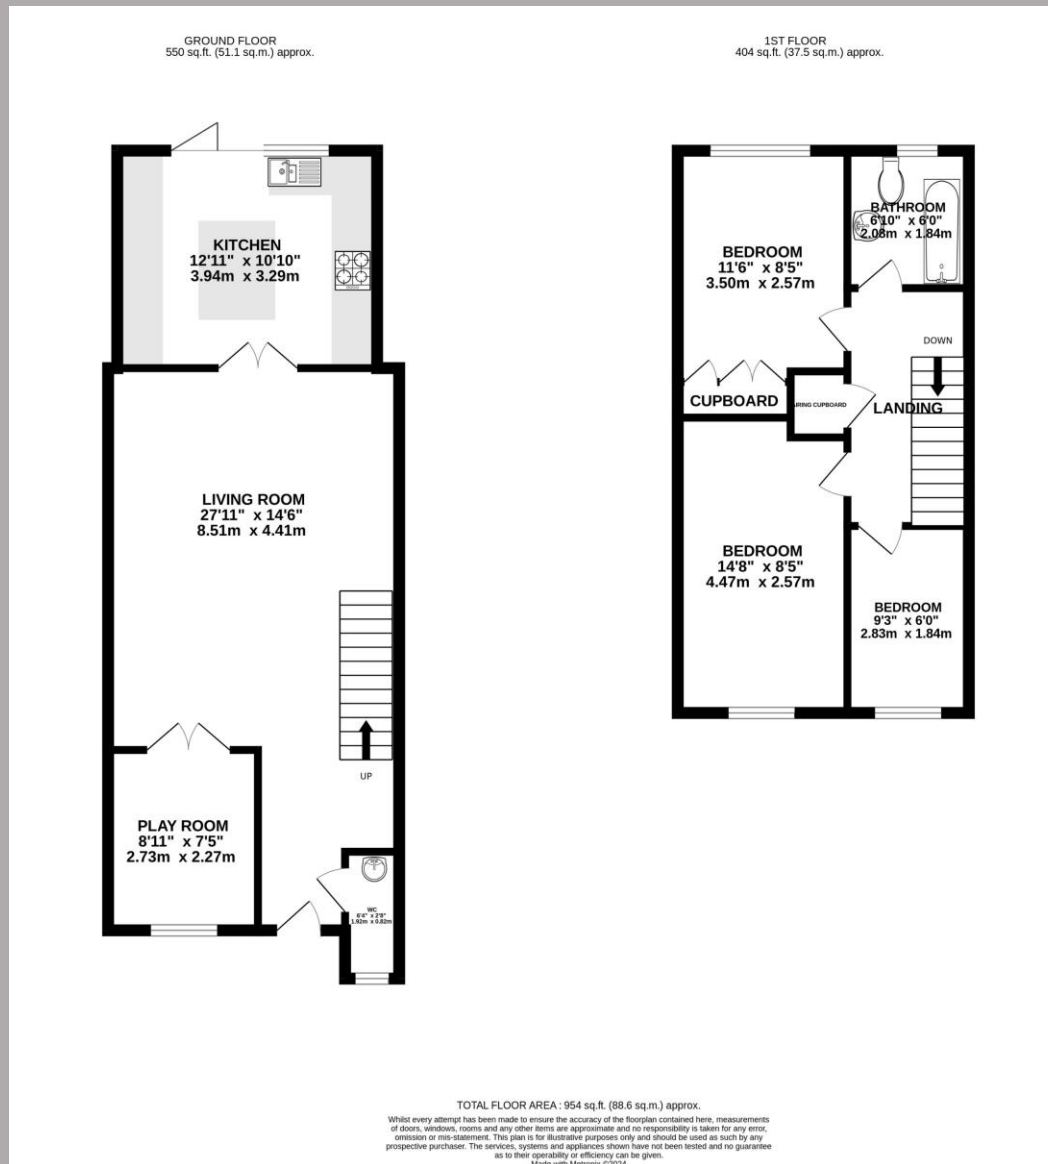 GROUND FLOOR
550 sq.ft. (51.1 sq.m.) approx.
1ST FLOOR
404 sq.ft. (37.5 sq.m.) approx.
KITCHEN
12'11" x 10'10"
3.94m x 3.29m
LIVING ROOM
27'11" x 14'6"
8.51m x 4.41m
UP
PLAY ROOM
8'11" x 7'5"
2.73m x 2.27m
WC
6'4" x 2'8"
1.92m x 0.82m
BATHROOM
6'10" x 6'0"
2.08m x 1.84m
BEDROOM
11'6" x 8'5"
3.50m x 2.57m
DOWN
CUPBOARD
IRING CUPBOARD
LANDING
BEDROOM
14'8" x 8'5"
4.47m x 2.57m
BEDROOM
9'3" x 6'0"
2.83m x 1.84m
TOTAL FLOOR AREA : 954 sq.ft. (88.6 sq.m.) approx.
Whilst every attempt has been made to ensure the accuracy of the floorplan contained here, measurements
of doors, windows, rooms and any other items are approximate and no responsibility is taken for any error,
omission or mis-statement. This plan is for illustrative purposes only and should be used as such by any
prospective purchaser. The services, systems and appliances shown have not been tested and no guarantee
as to their operability or efficiency can be given.
Made with Metropix ©2024